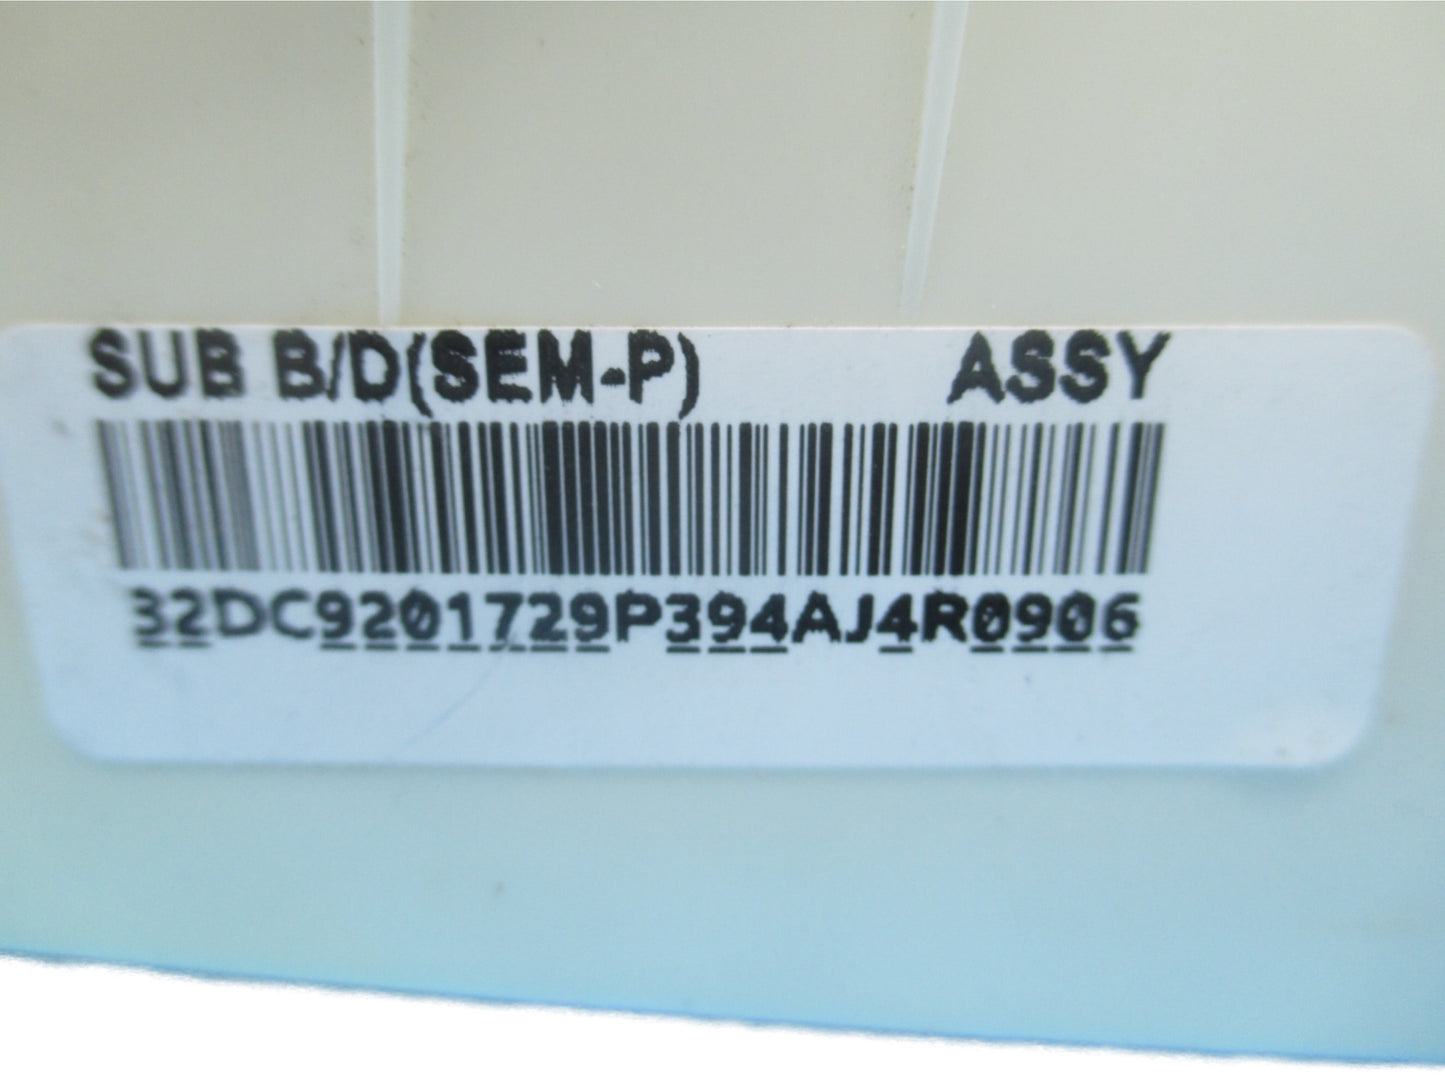 SUB B/D(SEM-P) ASSY
32DC9201729P394AJ4R0906